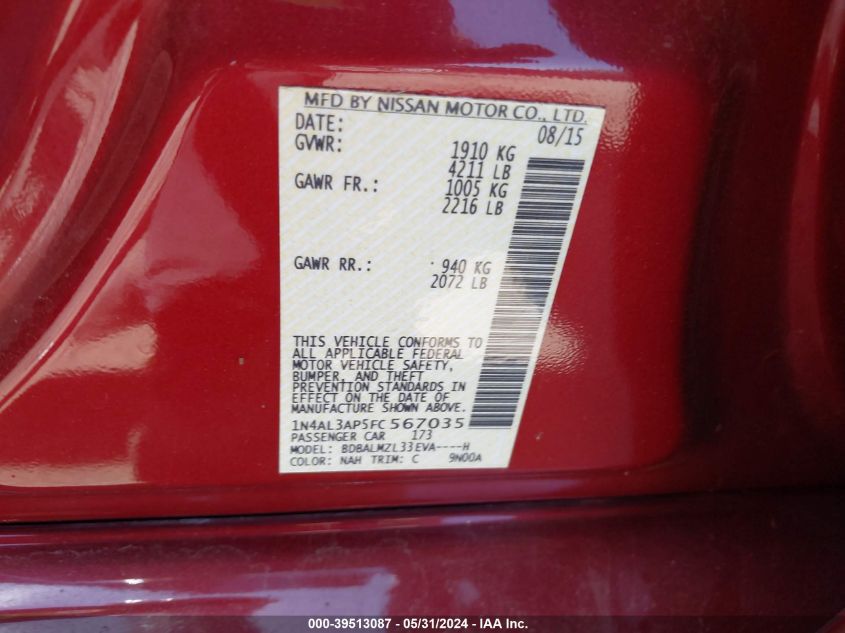 MFD BY NISSAN MOTOR CO., LTD.
DATE: 08/15
GVWR: 1910 KG
4211 LB
GAWR FR.: 1005 KG
2216 LB
GAWR RR.: 940 KG
2072 LB
THIS VEHICLE CONFORMS TO
ALL APPLICABLE FEDERAL
MOTOR VEHICLE SAFETY,
BUMPER, AND THEFT
PREVENTION STANDARDS IN
EFFECT ON THE DATE OF
MANUFACTURE SHOWN ABOVE.
1N4AL3AP5FC567035
PASSENGER CAR 173
MODEL: BDBALMZL33EVA----H
COLOR: NAH TRIM: C 9N00A
000-39513087 - 05/31/2024 - IAA, Inc.